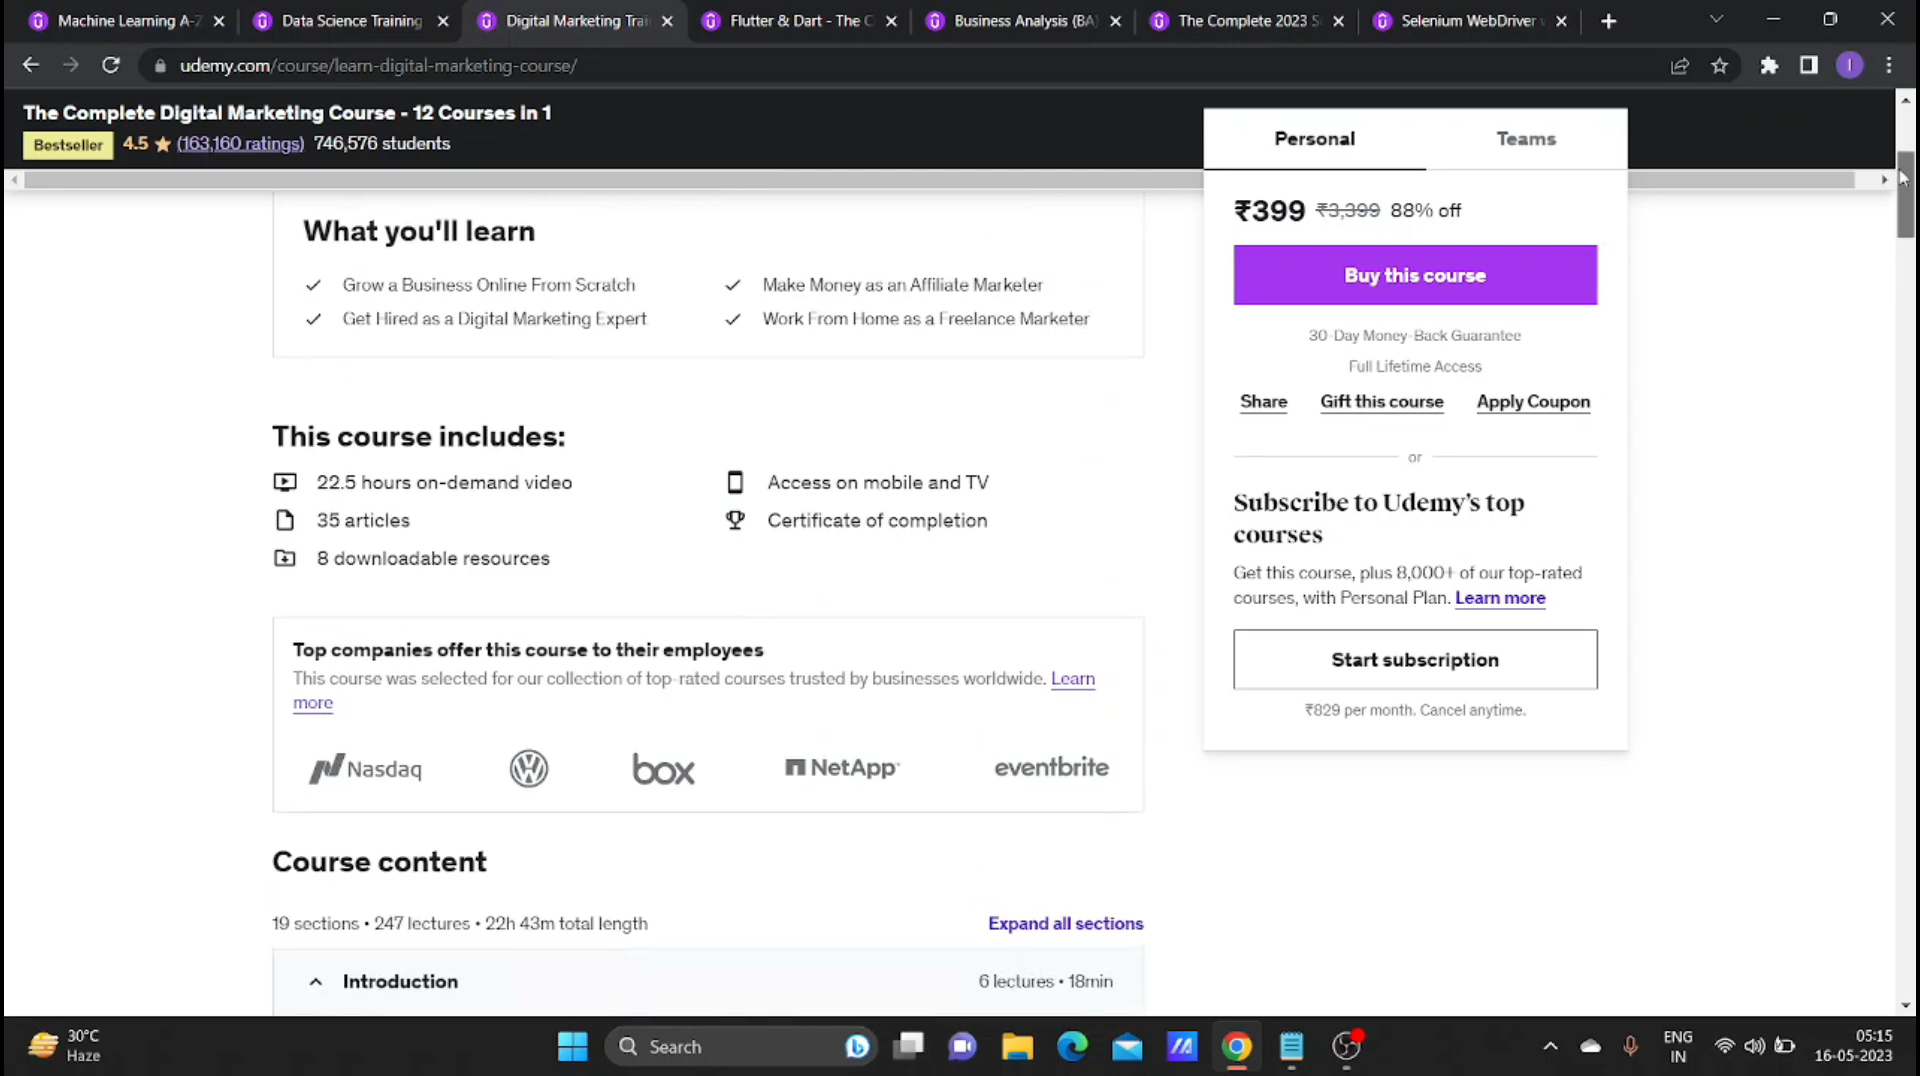 Machine Learning A-Z
Data Science Training
Digital Marketing Trai
Flutter & Dart - The C
Business Analysis (BA)
The Complete 2023 S
Selenium WebDriver
udemy.com/course/learn-digital-marketing-course/
I
The Complete Digital Marketing Course - 12 Courses in 1
Bestseller 4.5 (163,160 ratings) 746,576 students
Personal Teams
₹399 ₹3,399 88% off
Buy this course
30-Day Money-Back Guarantee
Full Lifetime Access
Share Gift this course Apply Coupon
or
Subscribe to Udemy's top
courses
Get this course, plus 8,000+ of our top-rated
courses, with Personal Plan. Learn more
Start subscription
₹829 per month. Cancel anytime.
What you'll learn
Grow a Business Online From Scratch
Make Money as an Affiliate Marketer
Get Hired as a Digital Marketing Expert
Work From Home as a Freelance Marketer
This course includes:
22.5 hours on-demand video
Access on mobile and TV
35 articles
Certificate of completion
8 downloadable resources
Top companies offer this course to their employees
This course was selected for our collection of top-rated courses trusted by businesses worldwide. Learn
more
Nasdaq
box
NetApp
eventbrite
Course content
19 sections • 247 lectures • 22h 43m total length
Expand all sections
Introduction
6 lectures • 18min
30°C
Haze
Search
ENG
IN
05:15
16-05-2023